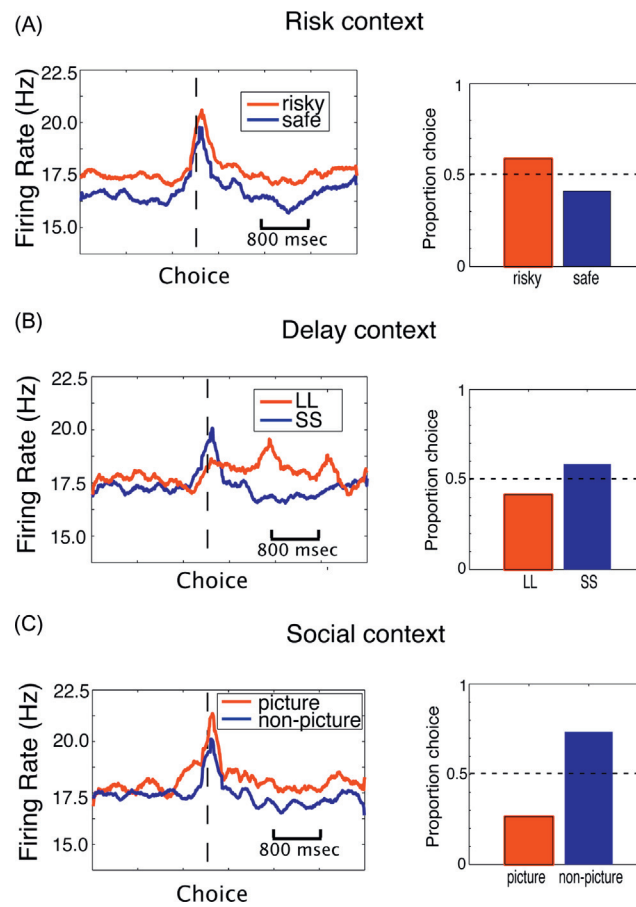 (A)
Risk context
Firing Rate (Hz)
22.5
20.0
17.5
15.0
risky
safe
800 msec
Choice
Proportion choice
1
0.5
0
risky safe
(B)
Delay context
Firing Rate (Hz)
22.5
20.0
17.5
15.0
LL
SS
800 msec
Choice
Proportion choice
1
0.5
0
LL SS
(C)
Social context
Firing Rate (Hz)
22.5
20.0
17.5
15.0
picture
non-picture
800 msec
Choice
Proportion choice
1
0.5
0
picture non-picture